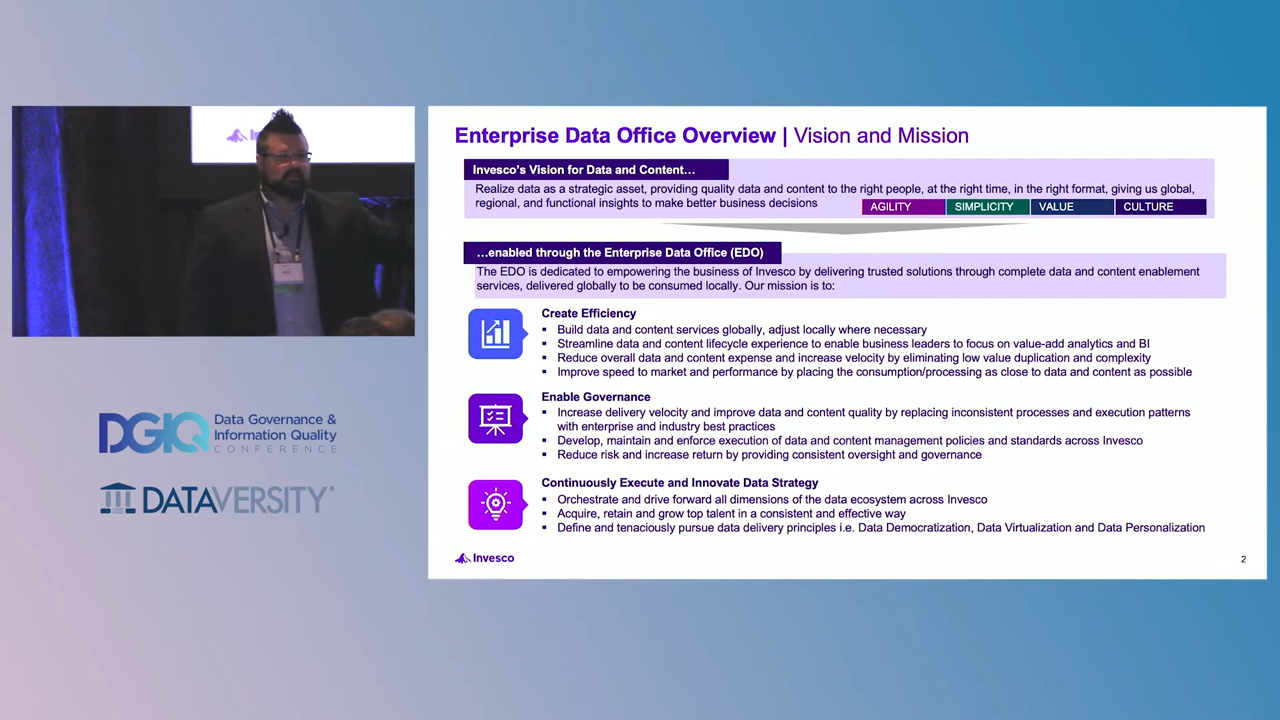 Enterprise Data Office Overview | Vision and Mission
Invesco's Vision for Data and Content…
Realize data as a strategic asset, providing quality data and content to the right people, at the right time, in the right format, giving us global,
regional, and functional insights to make better business decisions
AGILITY SIMPLICITY VALUE CULTURE
…enabled through the Enterprise Data Office (EDO)
The EDO is dedicated to empowering the business of Invesco by delivering trusted solutions through complete data and content enablement
services, delivered globally to be consumed locally. Our mission is to:
Create Efficiency
▪ Build data and content services globally, adjust locally where necessary
▪ Streamline data and content lifecycle experience to enable business leaders to focus on value-add analytics and BI
▪ Reduce overall data and content expense and increase velocity by eliminating low value duplication and complexity
▪ Improve speed to market and performance by placing the consumption/processing as close to data and content as possible
Enable Governance
▪ Increase delivery velocity and improve data and content quality by replacing inconsistent processes and execution patterns
with enterprise and industry best practices
▪ Develop, maintain and enforce execution of data and content management policies and standards across Invesco
▪ Reduce risk and increase return by providing consistent oversight and governance
Continuously Execute and Innovate Data Strategy
▪ Orchestrate and drive forward all dimensions of the data ecosystem across Invesco
▪ Acquire, retain and grow top talent in a consistent and effective way
▪ Define and tenaciously pursue data delivery principles i.e. Data Democratization, Data Virtualization and Data Personalization
Invesco
2
DGIQ
Data Governance &
Information Quality
CONFERENCE
DATAVERSITY